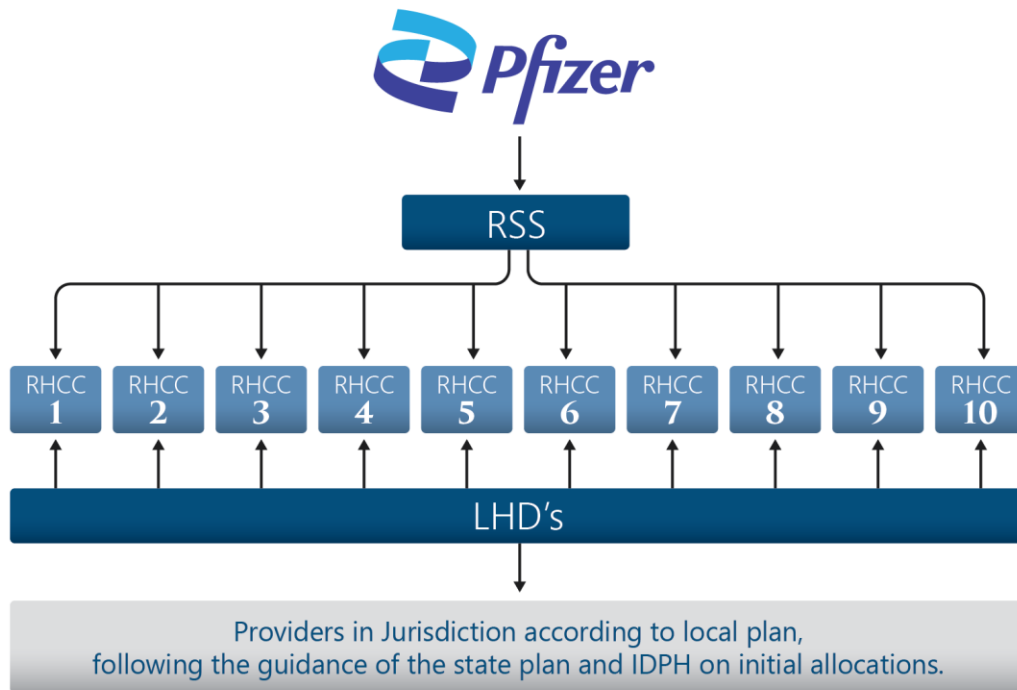 Pfizer
RSS
RHCC RHCC RHCC RHCC RHCC RHCC RHCC RHCC RHCC RHCC
1 2 3 4 5 6 7 8 9 10
LHD’s
Providers in Jurisdiction according to local plan,
following the guidance of the state plan and IDPH on initial allocations.